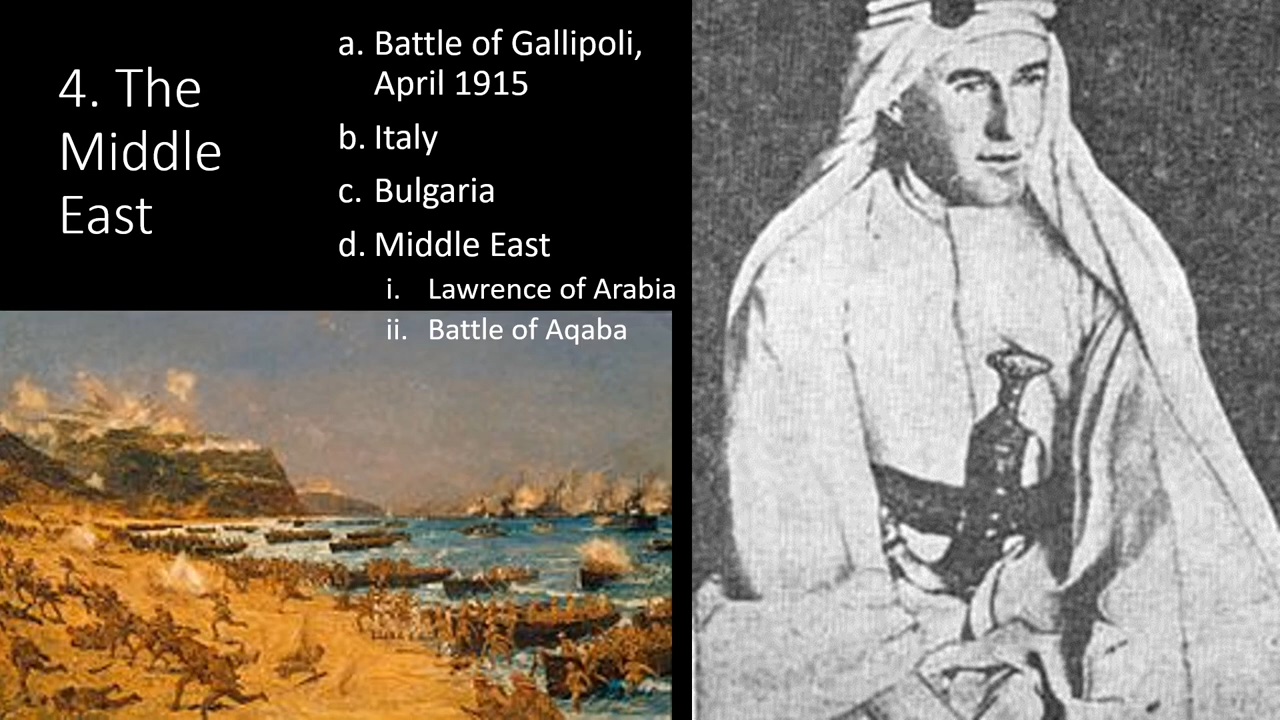 4. The
Middle
East
a. Battle of Gallipoli,
April 1915
b. Italy
c. Bulgaria
d. Middle East
i. Lawrence of Arabia
ii. Battle of Aqaba